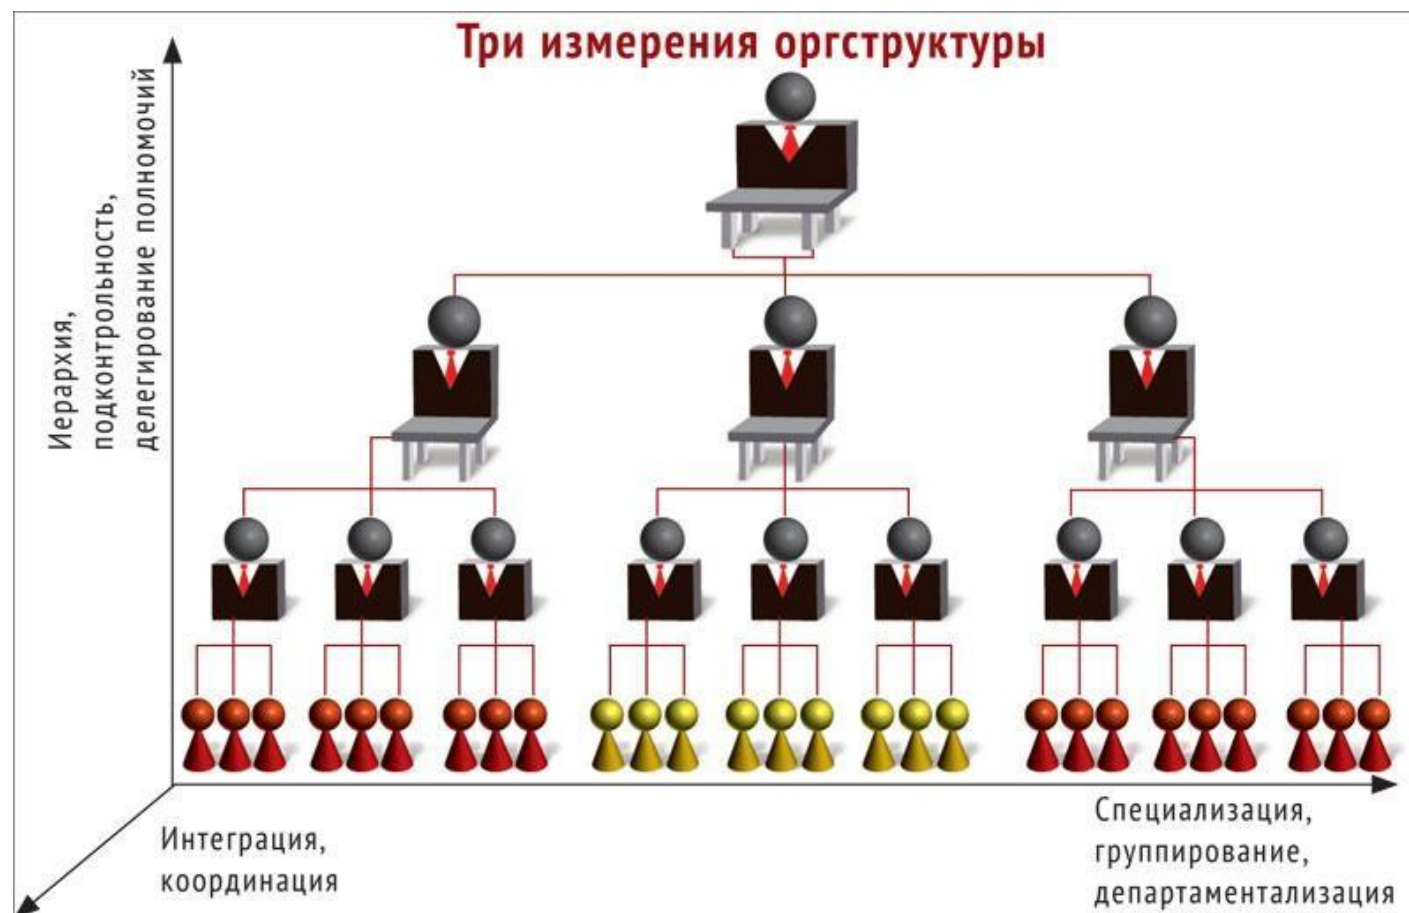 Три измерения оргструктуры
Иерархия,
подконтрольность,
делегирование полномочий
Интеграция,
координация
Специализация,
группирование,
департаментализация